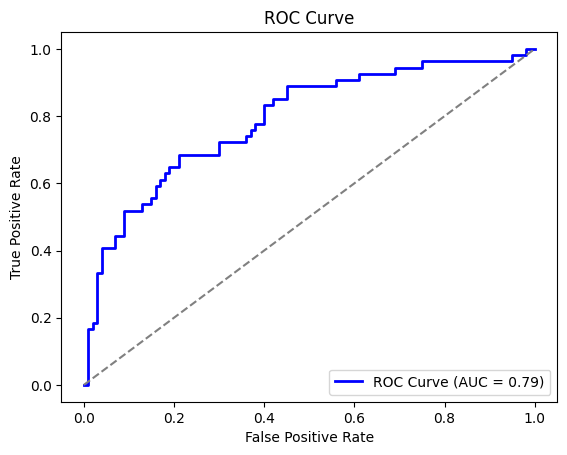 ROC Curve
True Positive Rate
1.0
0.8
0.6
0.4
0.2
0.0
0.0 0.2 0.4 0.6 0.8 1.0
False Positive Rate
ROC Curve (AUC = 0.79)